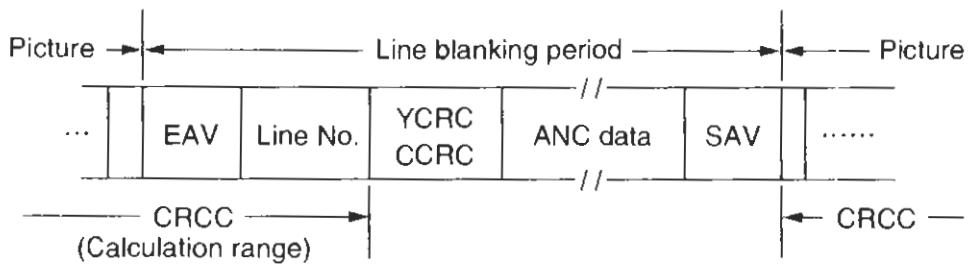 Picture Line blanking period Picture
//
... EAV Line No. YCRC CCRC ANC data SAV ......
//
CRCC CRCC
(Calculation range)